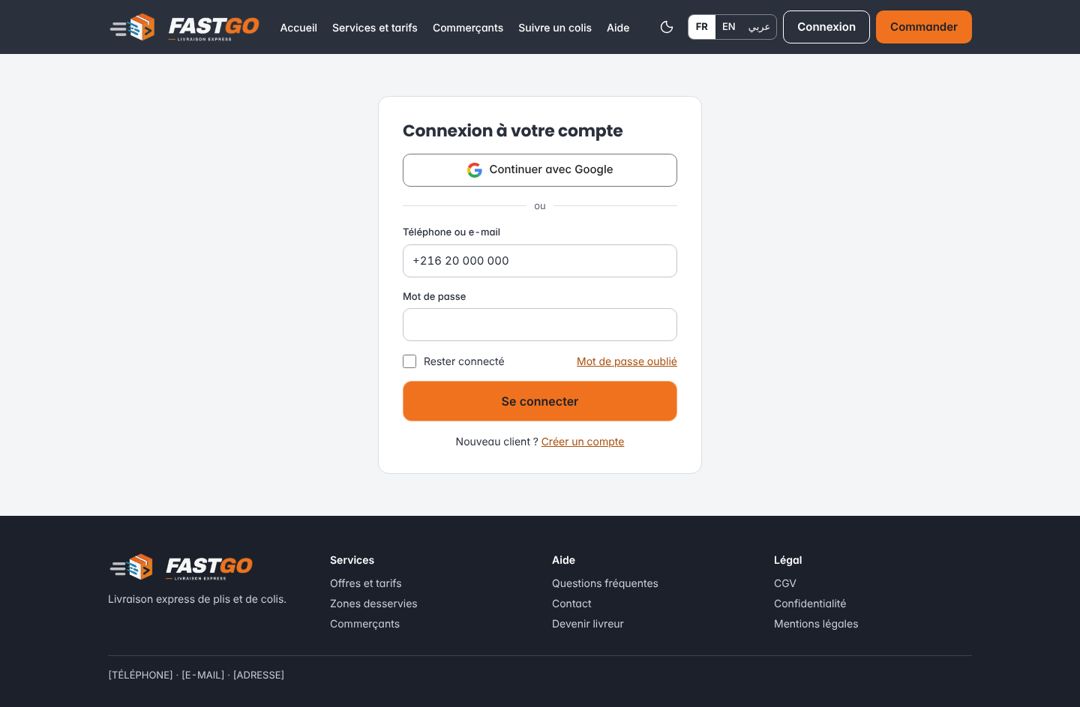 FASTGO
LIVRAISON EXPRESS
Accueil
Services et tarifs
Commerçants
Suivre un colis
Aide
FR
EN
عربي
Connexion
Commander
Connexion à votre compte
Continuer avec Google
ou
Téléphone ou e-mail
+216 20 000 000
Mot de passe
Rester connecté
Mot de passe oublié
Se connecter
Nouveau client ? Créer un compte
FASTGO
LIVRAISON EXPRESS
Livraison express de plis et de colis.
Services
Offres et tarifs
Zones desservies
Commerçants
Aide
Questions fréquentes
Contact
Devenir livreur
Légal
CGV
Confidentialité
Mentions légales
[TÉLÉPHONE] · [E-MAIL] · [ADRESSE]